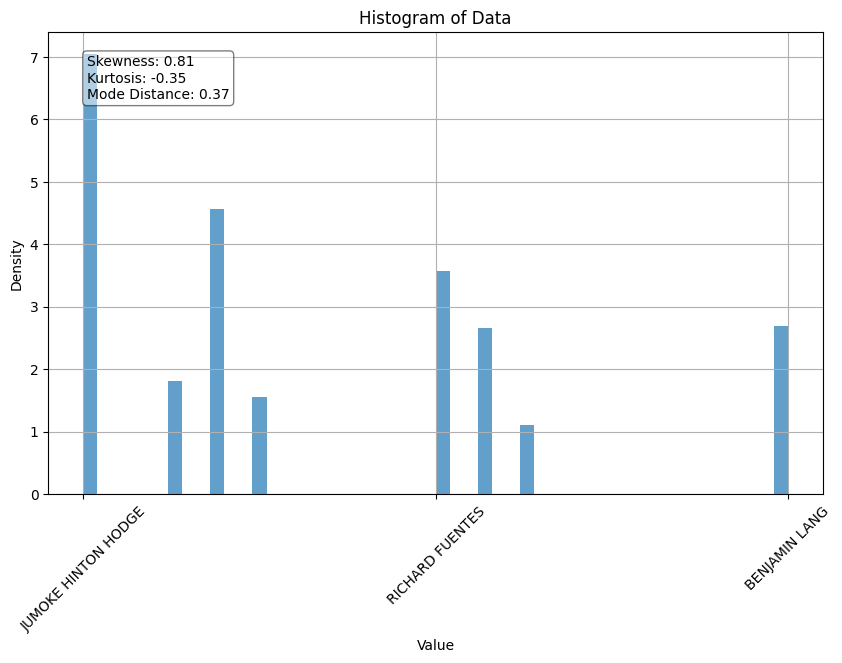 Histogram of Data
7
6
5
4
3
2
1
0
Density
Skewness: 0.81
Kurtosis: -0.35
Mode Distance: 0.37
JUMOKE HINTON HODGE
RICHARD FUENTES
BENJAMIN LANG
Value